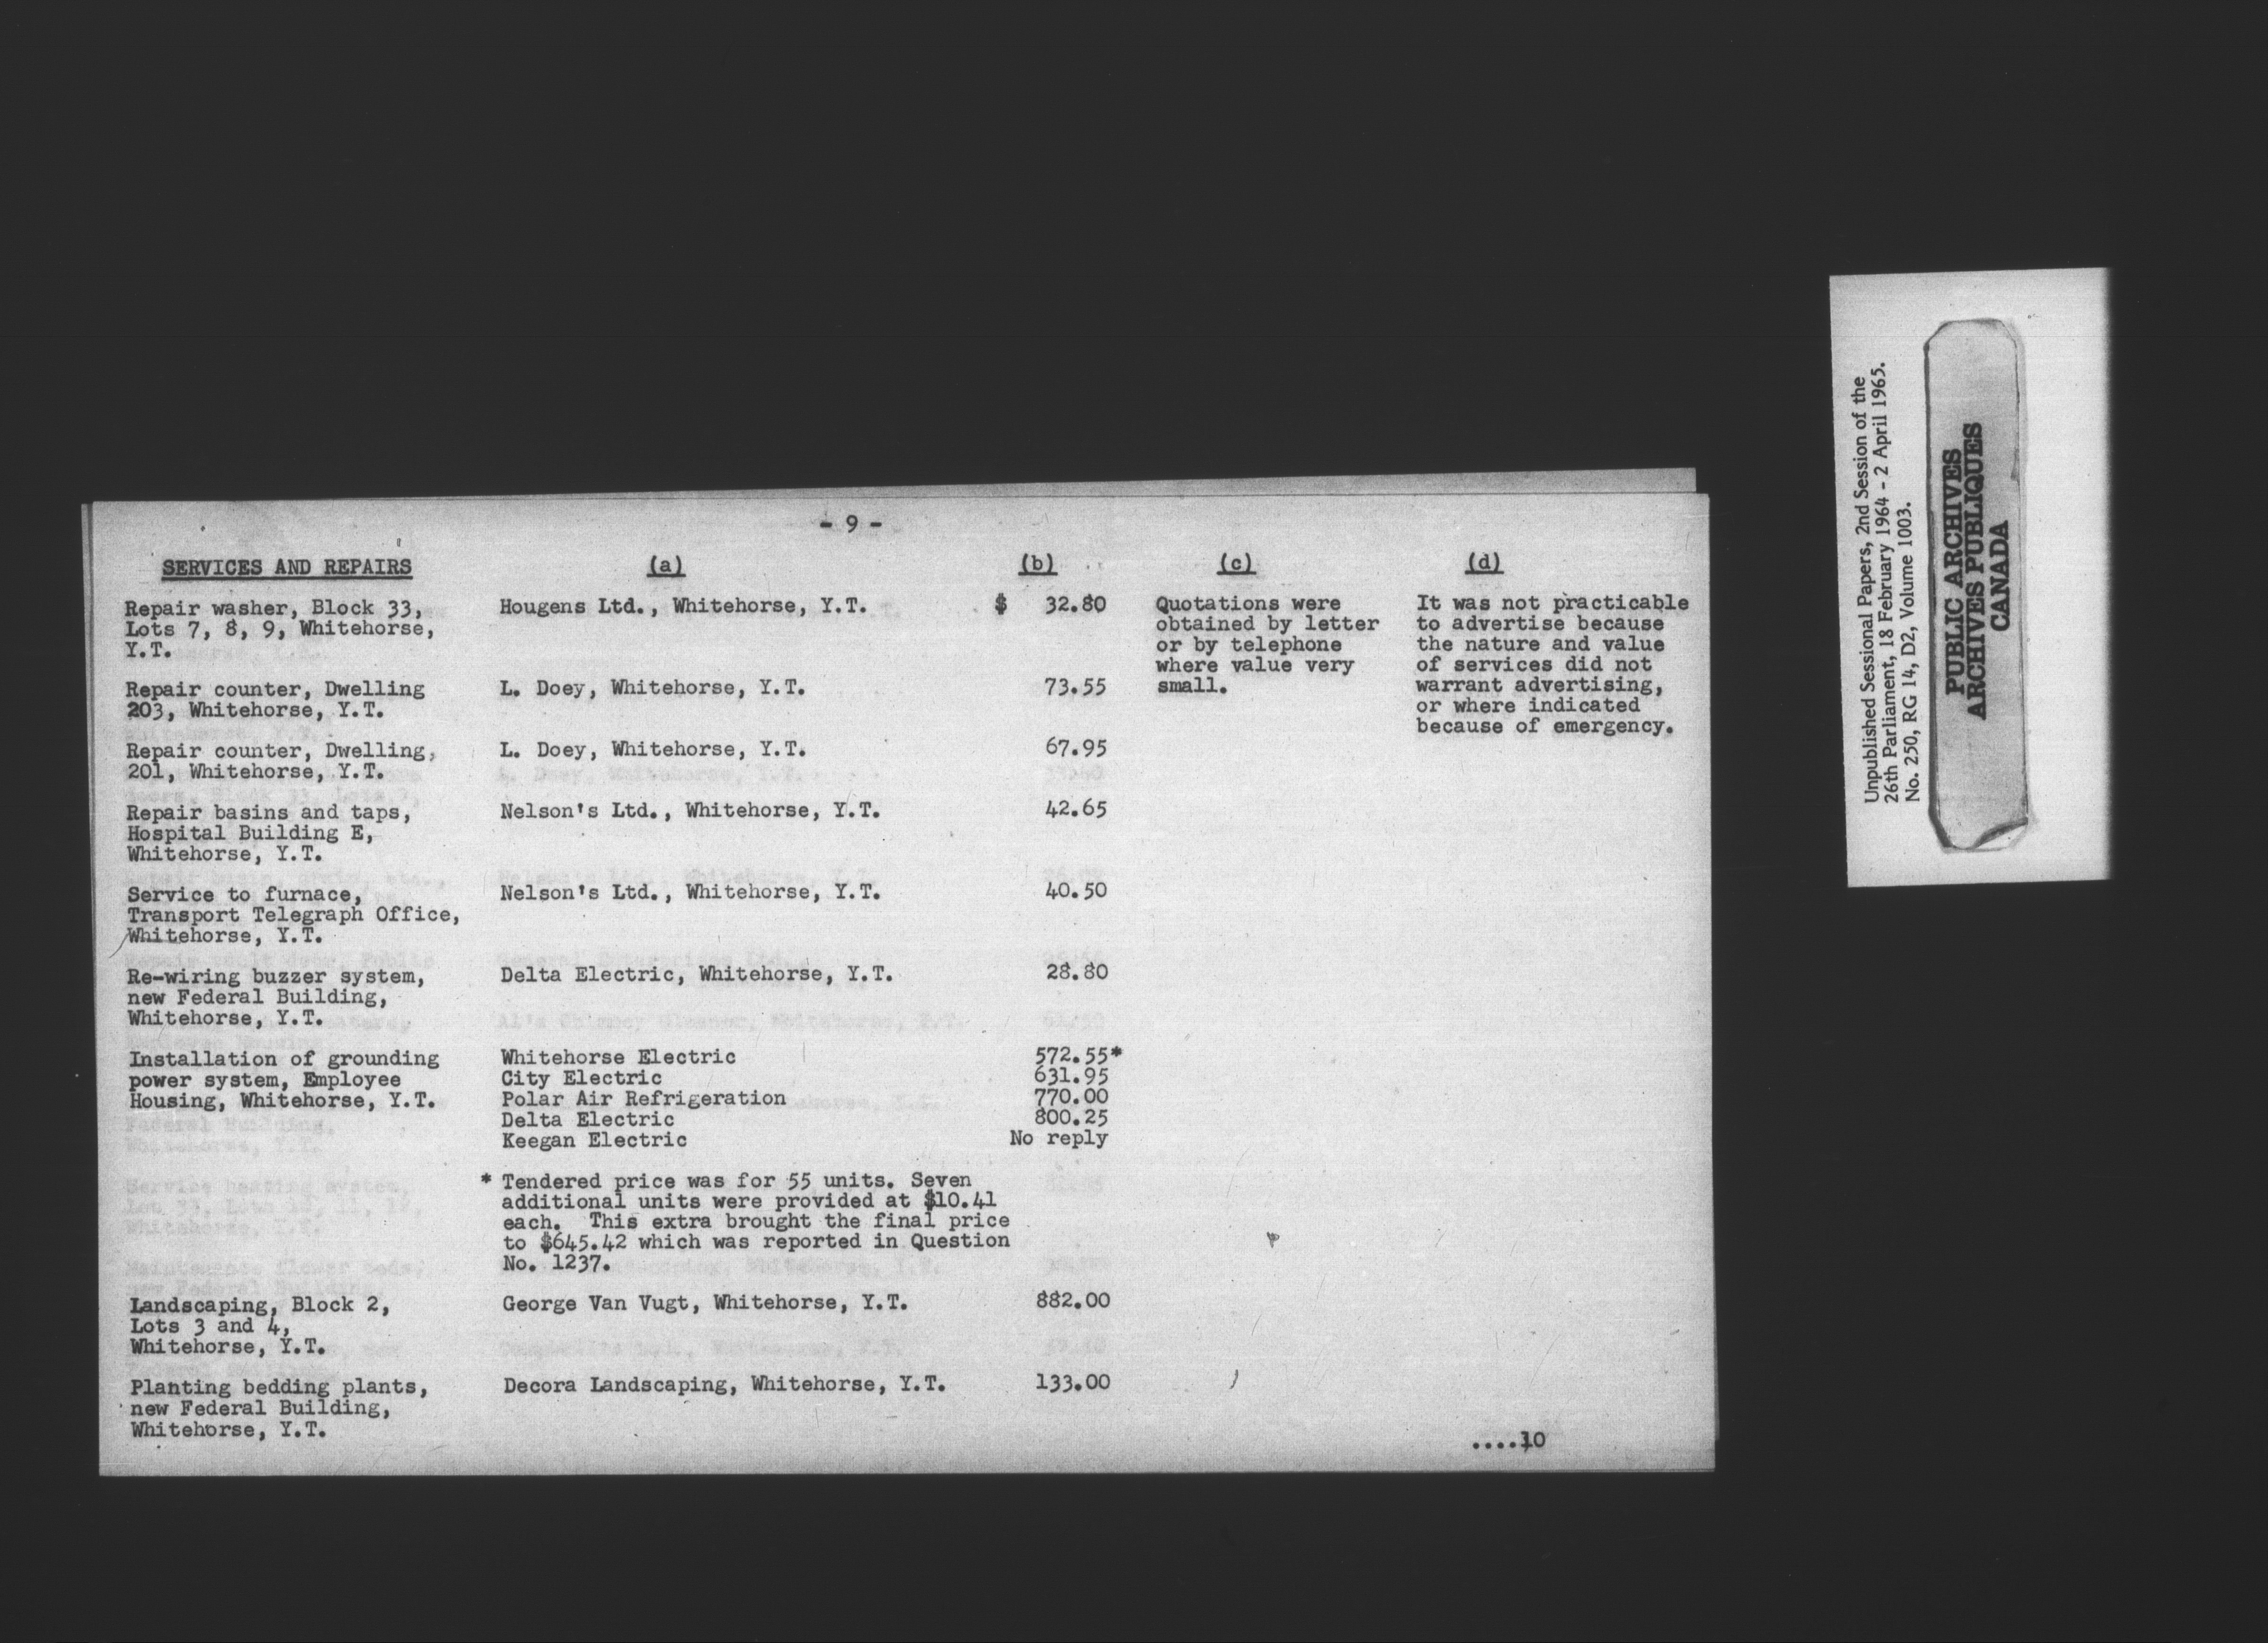 - 9 -
SERVICES AND REPAIRS (a) (b) (c) (d)
Repair washer, Block 33, Hougens Ltd., Whitehorse, Y.T. $ 32.80 Quotations were It was not practicable
Lots 7, 8, 9, Whitehorse, obtained by letter to advertise because
Y.T. or by telephone the nature and value
where value very of services did not
Repair counter, Dwelling L. Doey, Whitehorse, Y.T. 73.55 small. warrant advertising,
203, Whitehorse, Y.T. or where indicated
because of emergency.
Repair counter, Dwelling, L. Doey, Whitehorse, Y.T. 67.95
201, Whitehorse, Y.T.
Repair basins and taps, Nelson's Ltd., Whitehorse, Y.T. 42.65
Hospital Building E,
Whitehorse, Y.T.
Service to furnace, Nelson's Ltd., Whitehorse, Y.T. 40.50
Transport Telegraph Office,
Whitehorse, Y.T.
Re-wiring buzzer system, Delta Electric, Whitehorse, Y.T. 28.80
new Federal Building,
Whitehorse, Y.T.
Installation of grounding Whitehorse Electric 572.55*
power system, Employee City Electric 631.95
Housing, Whitehorse, Y.T. Polar Air Refrigeration 770.00
Delta Electric 800.25
Keegan Electric No reply
* Tendered price was for 55 units. Seven
additional units were provided at $10.41
each. This extra brought the final price
to $645.42 which was reported in Question
No. 1237.
Landscaping, Block 2, George Van Vugt, Whitehorse, Y.T. 882.00
Lots 3 and 4,
Whitehorse, Y.T.
Planting bedding plants, Decora Landscaping, Whitehorse, Y.T. 133.00
new Federal Building,
Whitehorse, Y.T.
....10
Unpublished Sessional Papers, 2nd Session of the
26th Parliament, 18 February 1964 - 2 April 1965.
No. 250, RG 14, D2, Volume 1003.
PUBLIC ARCHIVES
ARCHIVES PUBLIQUES
CANADA